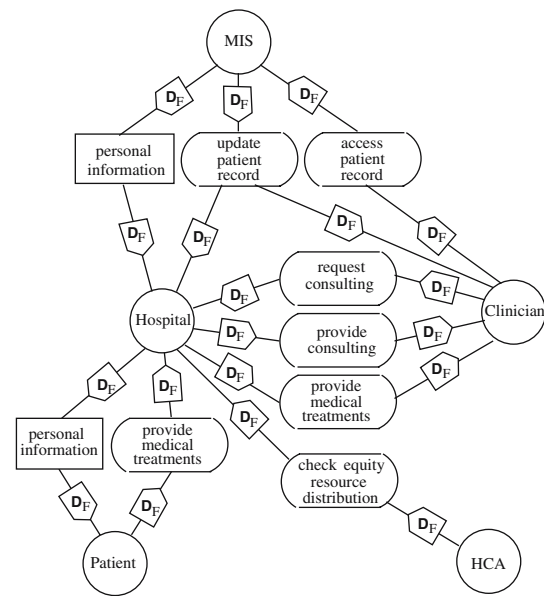 MIS
D_F
D_F
D_F
personal
information
update
patient
record
access
patient
record
D_F
D_F
D_F
D_F
request
consulting
D_F
D_F
Hospital
Clinician
D_F
provide
consulting
D_F
D_F
provide
medical
treatments
D_F
D_F
D_F
D_F
personal
information
provide
medical
treatments
check equity
resource
distribution
D_F
D_F
D_F
Patient
HCA